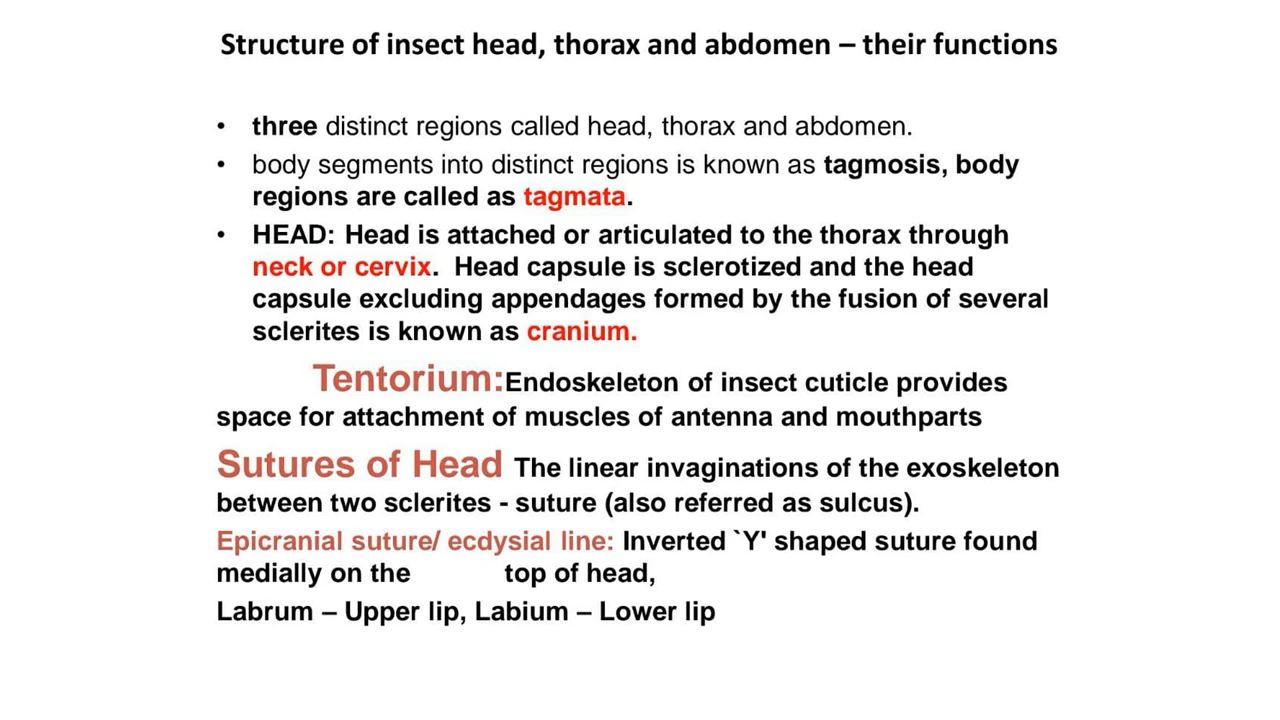 Structure of insect head, thorax and abdomen – their functions
• three distinct regions called head, thorax and abdomen.
• body segments into distinct regions is known as tagmosis, body
regions are called as tagmata.
• HEAD: Head is attached or articulated to the thorax through
neck or cervix. Head capsule is sclerotized and the head
capsule excluding appendages formed by the fusion of several
sclerites is known as cranium.
Tentorium:Endoskeleton of insect cuticle provides
space for attachment of muscles of antenna and mouthparts
Sutures of Head The linear invaginations of the exoskeleton
between two sclerites - suture (also referred as sulcus).
Epicranial suture/ ecdysial line: Inverted `Y' shaped suture found
medially on the top of head,
Labrum – Upper lip, Labium – Lower lip